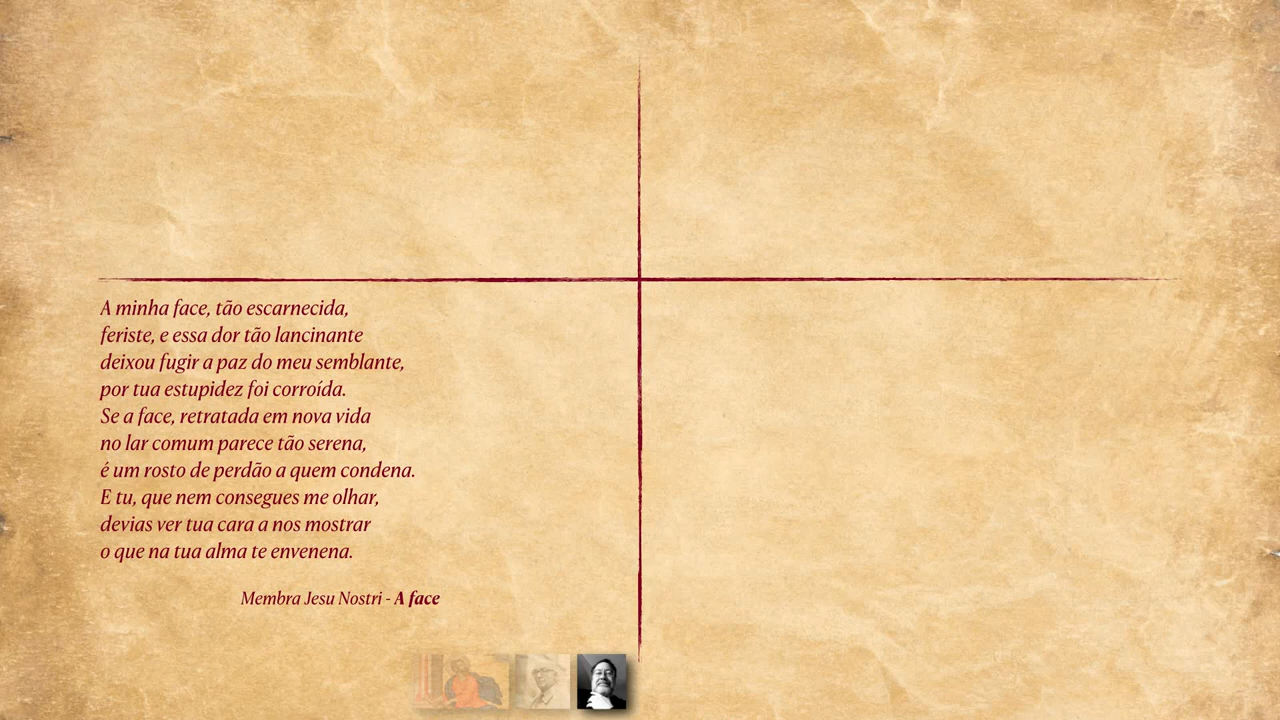 A minha face, tão escarnecida,
feriste, e essa dor tão lancinante
deixou fugir a paz do meu semblante,
por tua estupidez foi corroída.
Se a face, retratada em nova vida
no lar comum parece tão serena,
é um rosto de perdão a quem condena.
E tu, que nem consegues me olhar,
devias ver tua cara a nos mostrar
o que na tua alma te envenena.
Membra Jesu Nostri - A face